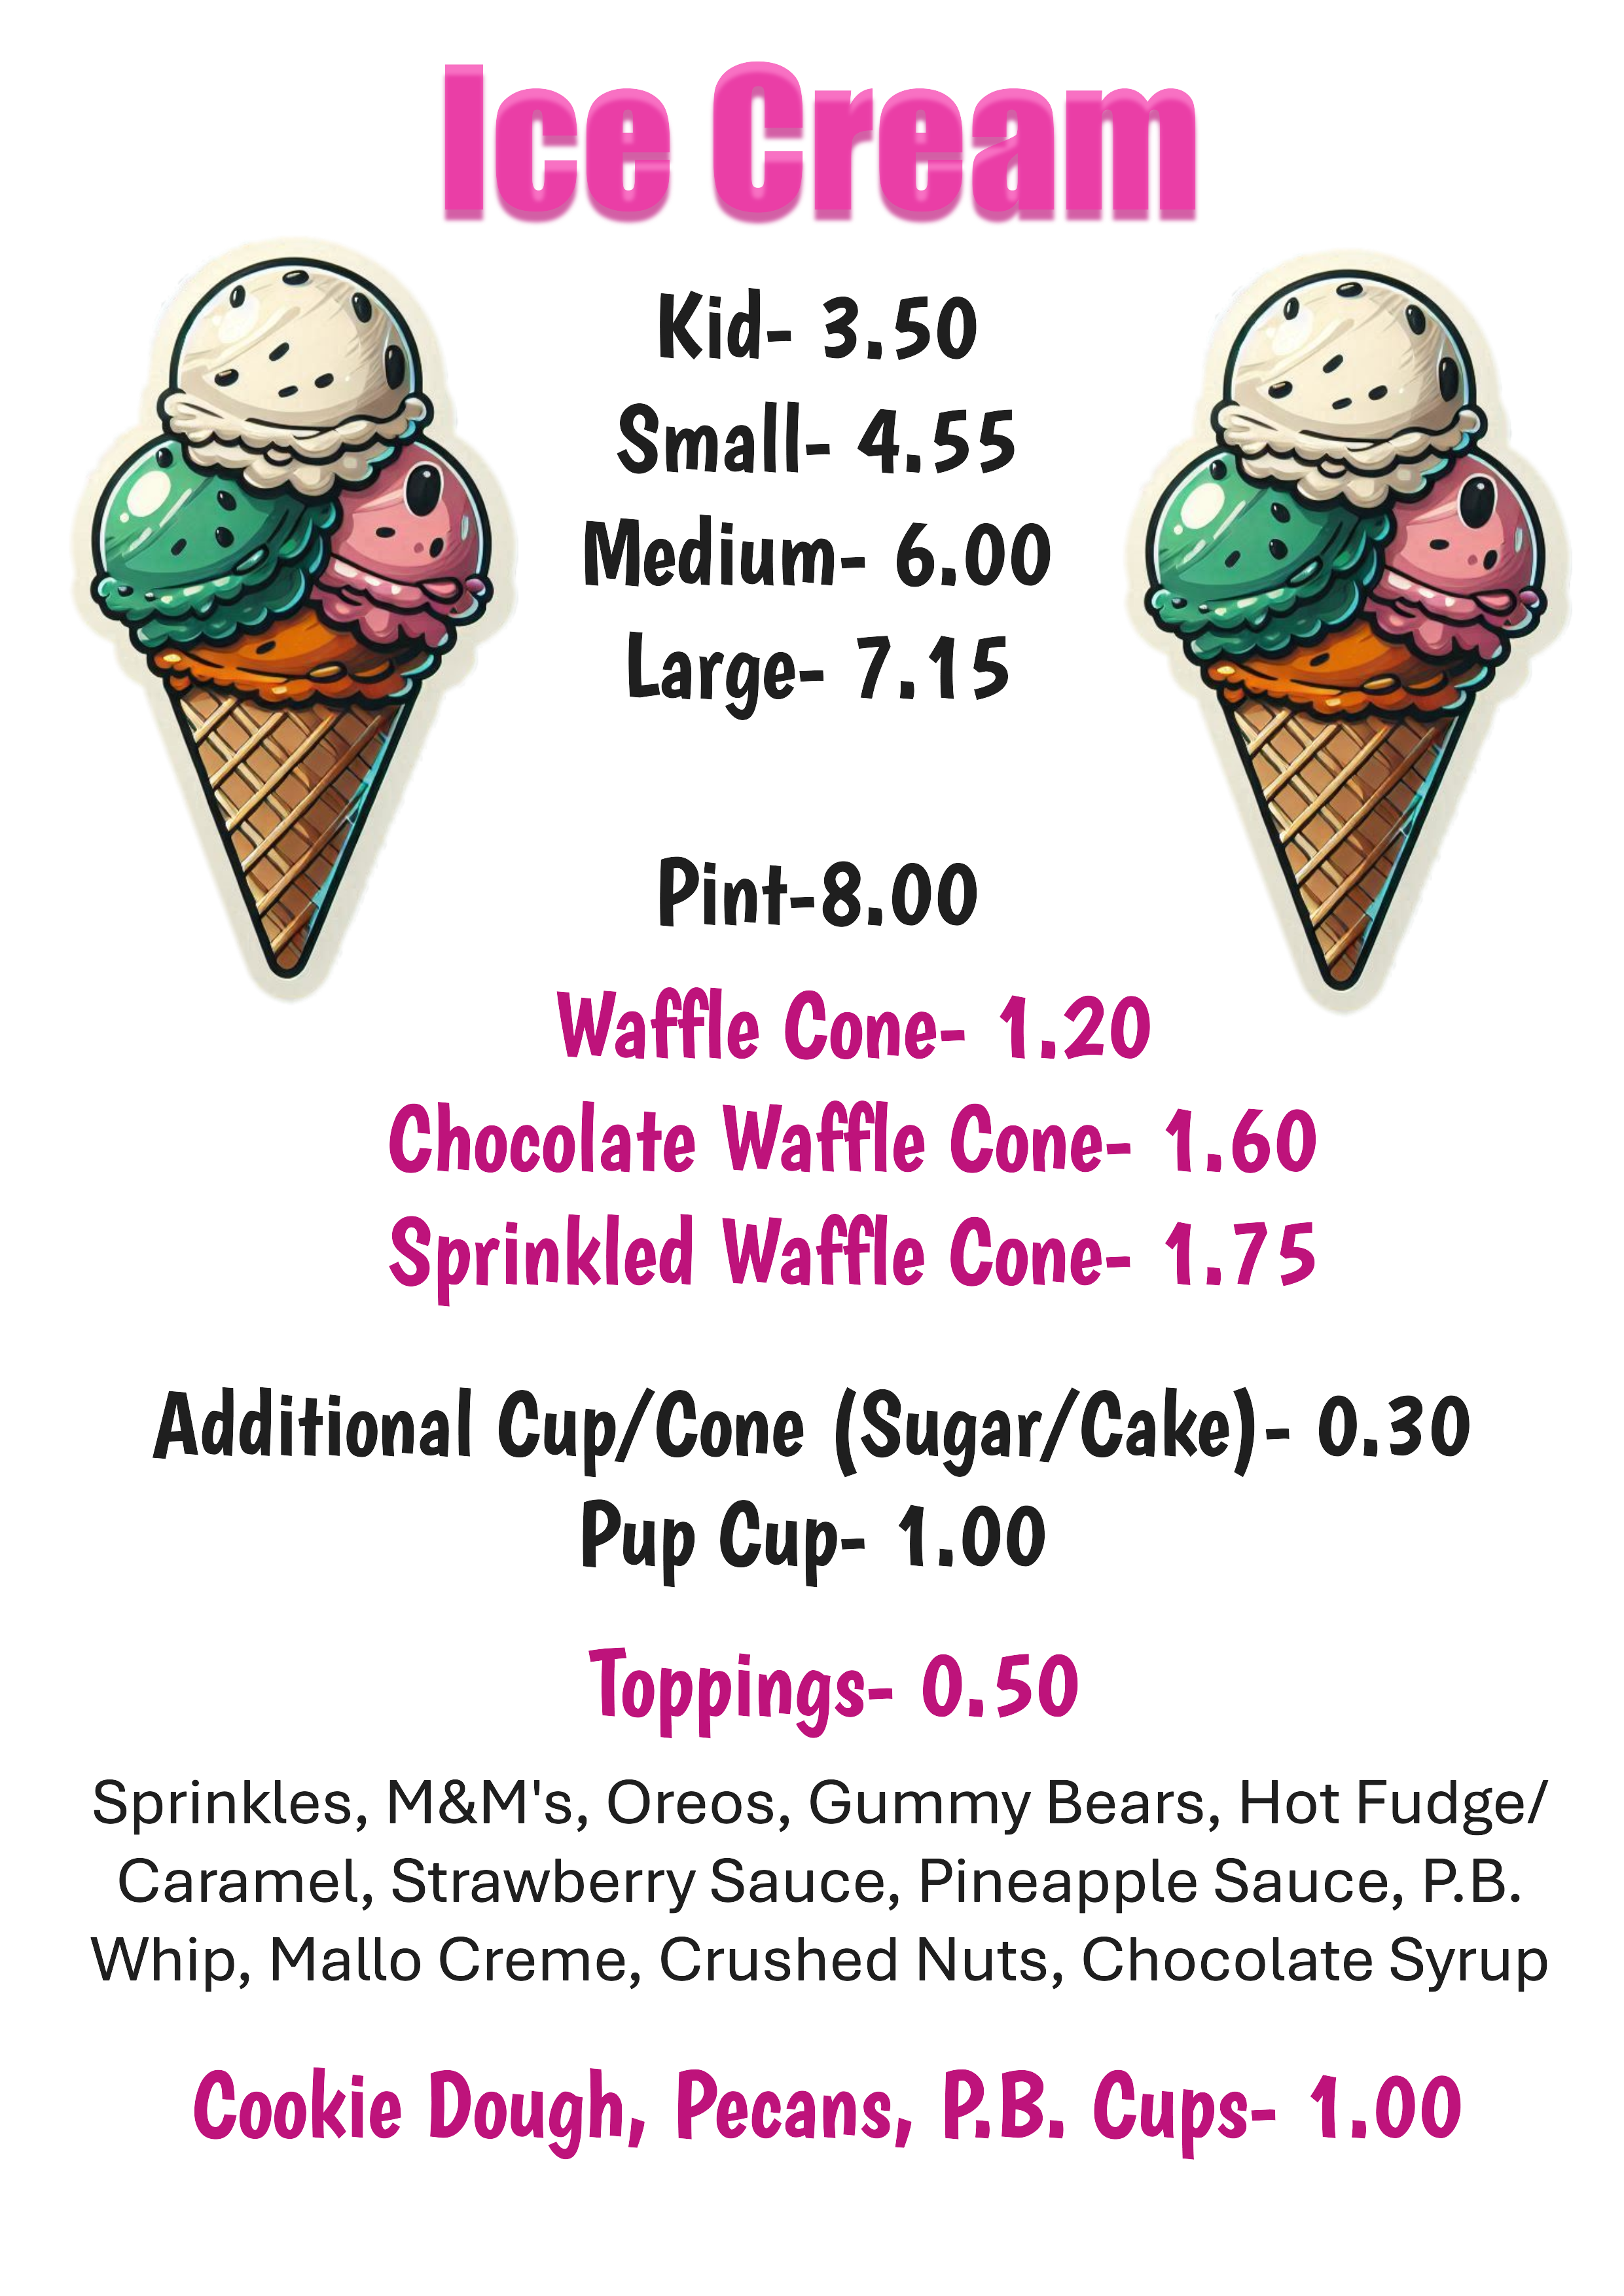 Ice Cream
Kid- 3.50
Small- 4.55
Medium- 6.00
Large- 7.15
Pint-8.00
Waffle Cone- 1.20
Chocolate Waffle Cone- 1.60
Sprinkled Waffle Cone- 1.75
Additional Cup/Cone (Sugar/Cake)- 0.30
Pup Cup- 1.00
Toppings- 0.50
Sprinkles, M&M's, Oreos, Gummy Bears, Hot Fudge/
Caramel, Strawberry Sauce, Pineapple Sauce, P.B.
Whip, Mallo Creme, Crushed Nuts, Chocolate Syrup
Cookie Dough, Pecans, P.B. Cups- 1.00